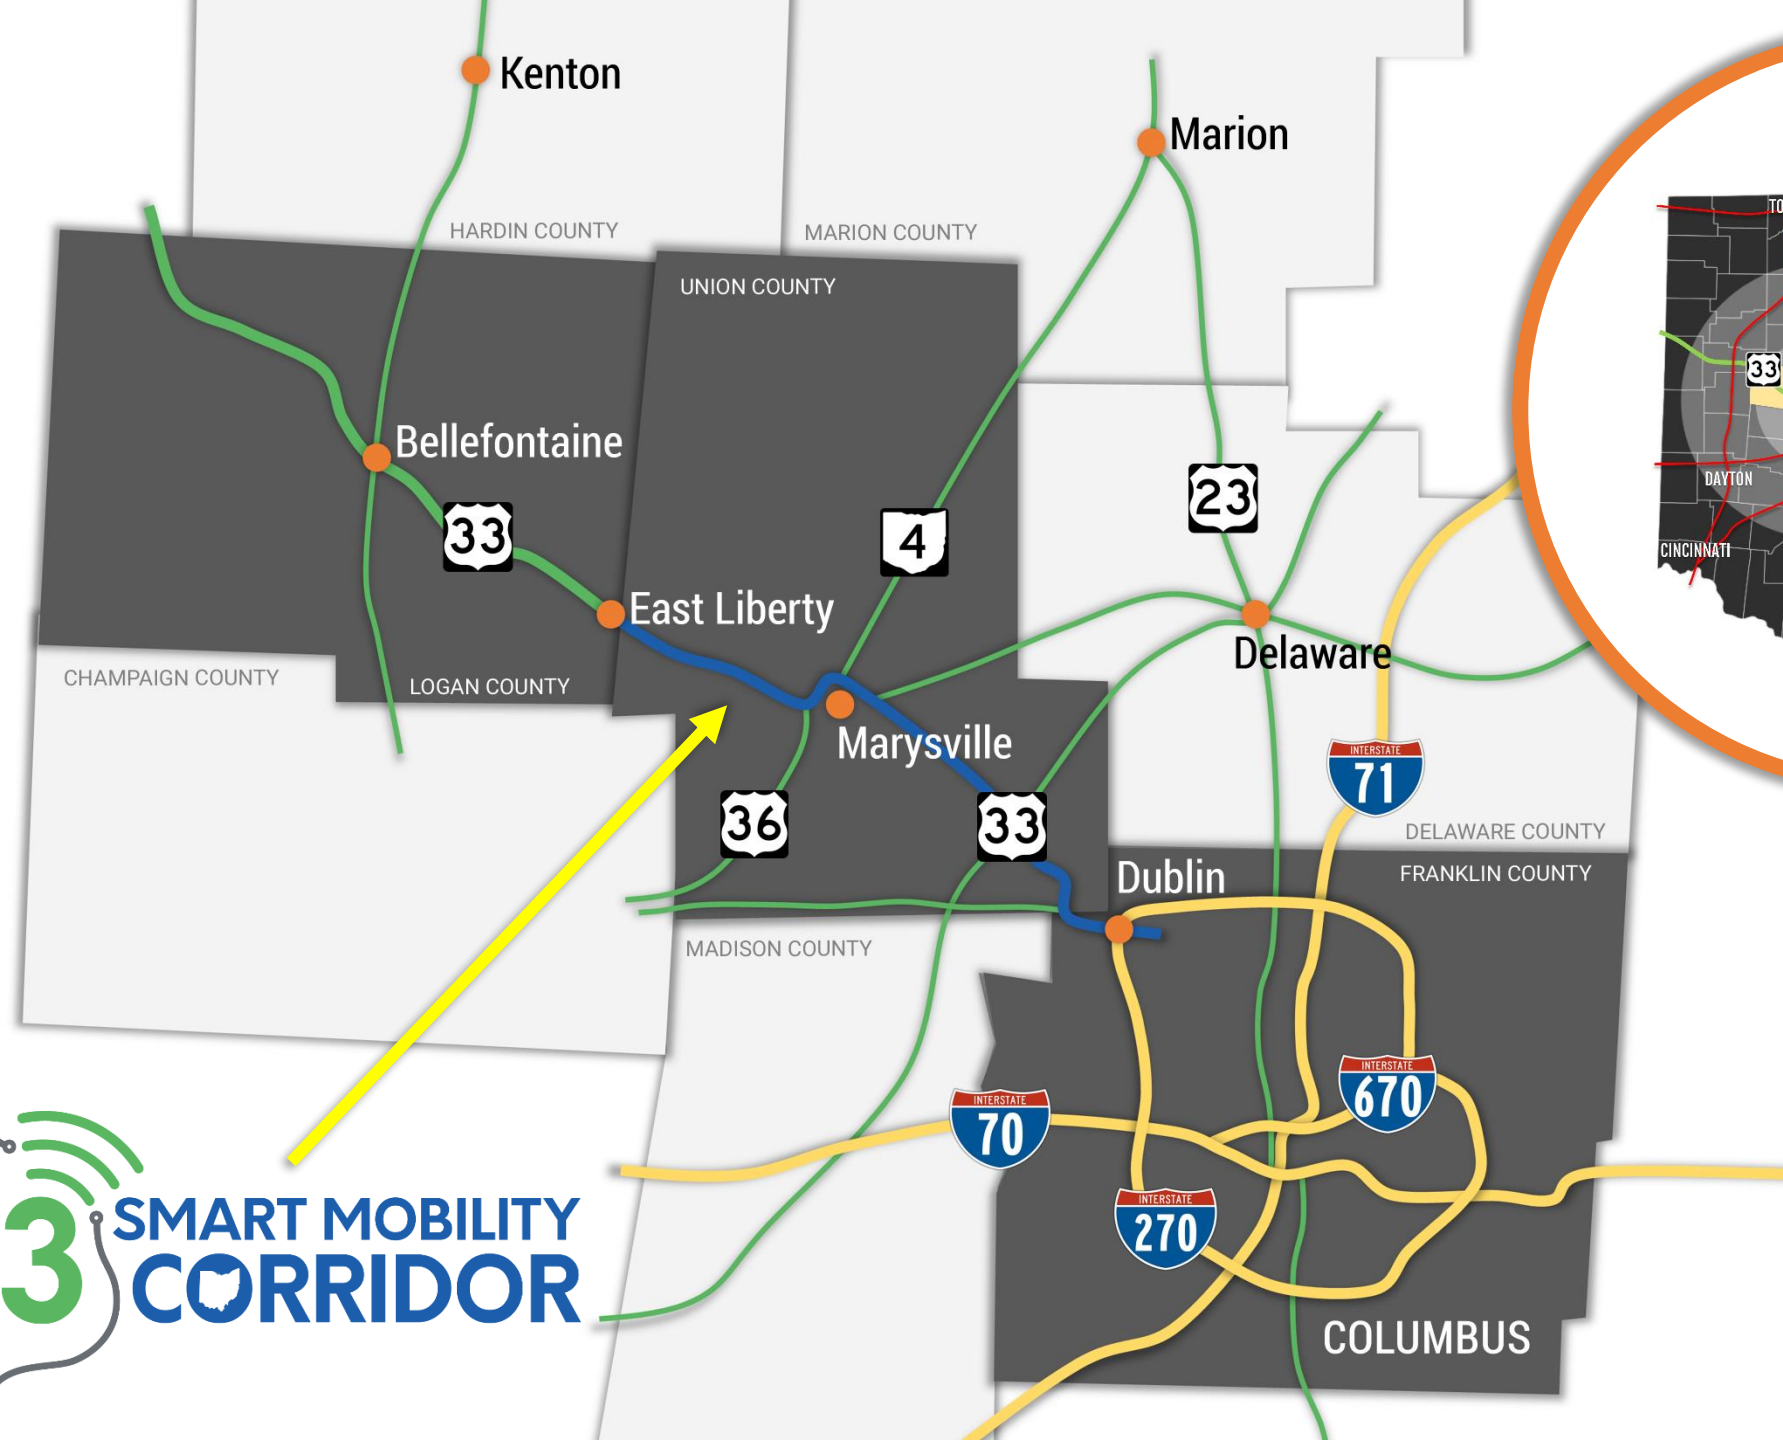 Kenton
Marion
HARDIN COUNTY
MARION COUNTY
UNION COUNTY
33
Bellefontaine
23
DAYTON
33
4
CINCINNATI
East Liberty
Delaware
CHAMPAIGN COUNTY
LOGAN COUNTY
Marysville
INTERSTATE
71
36
33
DELAWARE COUNTY
Dublin
FRANKLIN COUNTY
MADISON COUNTY
INTERSTATE
670
INTERSTATE
70
INTERSTATE
270
3 SMART MOBILITY
CORRIDOR
COLUMBUS